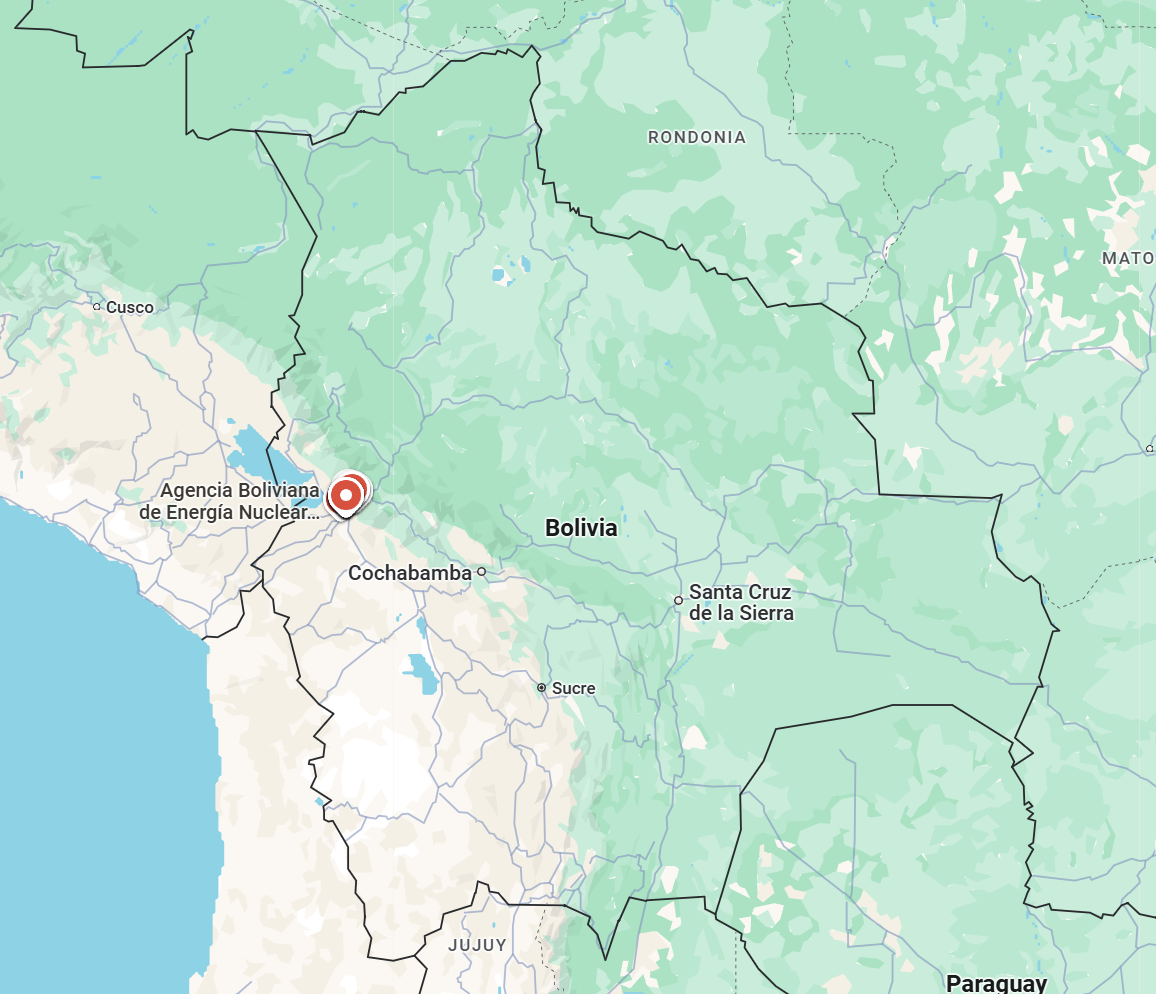 RONDONIA
MATO
Cusco
Agencia Boliviana
de Energía Nuclear...
Bolivia
Cochabamba
Santa Cruz
de la Sierra
Sucre
JUJUY
Paraguay